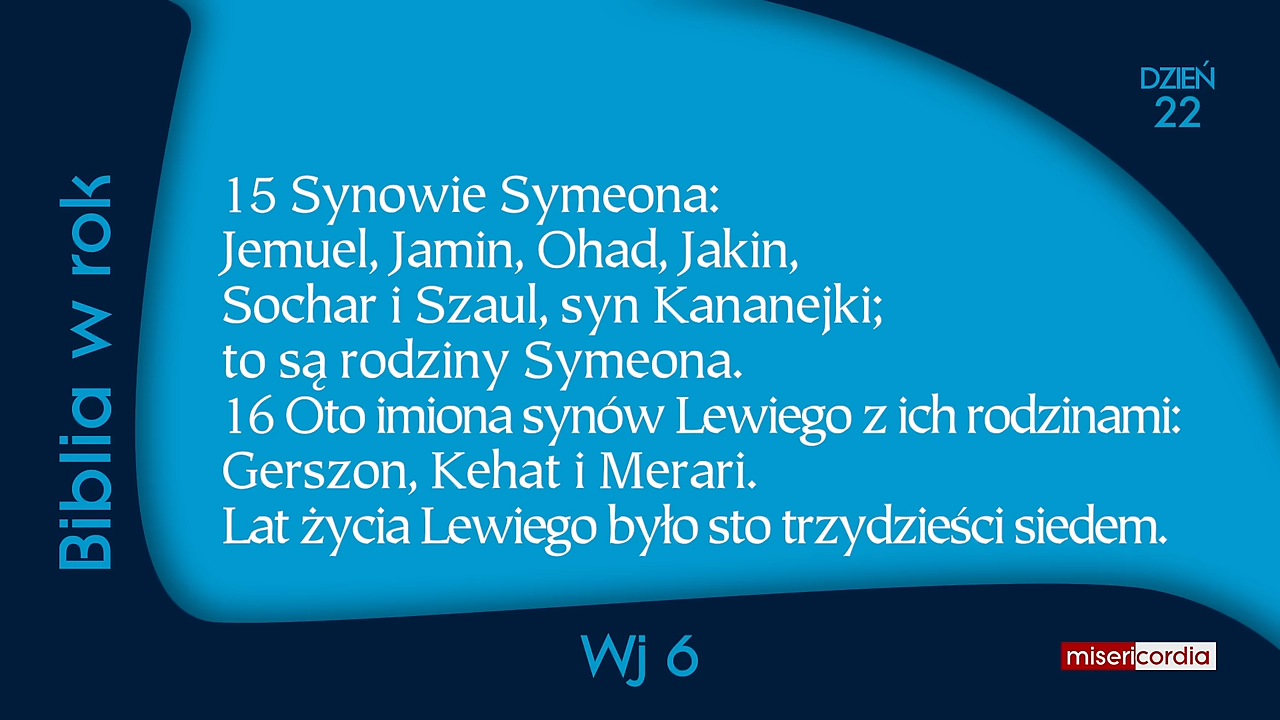 DZIEŃ
22
Biblia w rok
15 Synowie Symeona:
Jemuel, Jamin, Ohad, Jakin,
Sochar i Szaul, syn Kananejki;
to są rodziny Symeona.
16 Oto imiona synów Lewiego z ich rodzinami:
Gerszon, Kehat i Merari.
Lat życia Lewiego było sto trzydzieści siedem.
Wj 6
misericordia